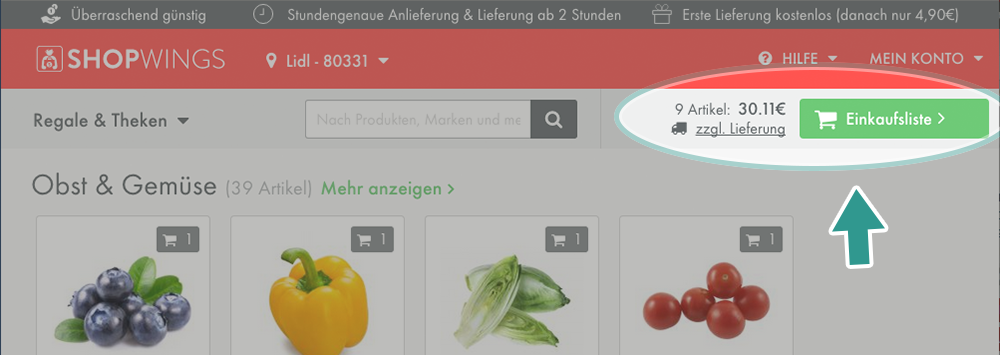 Überraschend günstig
Stundengenaue Anlieferung & Lieferung ab 2 Stunden
Erste Lieferung kostenlos (danach nur 4,90€)
SHOPWINGS
Lidl - 80331
HILFE
MEIN KONTO
Regale & Theken
Nach Produkten, Marken und me
9 Artikel: 30.11€
zzgl. Lieferung
Einkaufsliste >
Obst & Gemüse (39 Artikel) Mehr anzeigen >
1
1
1
1